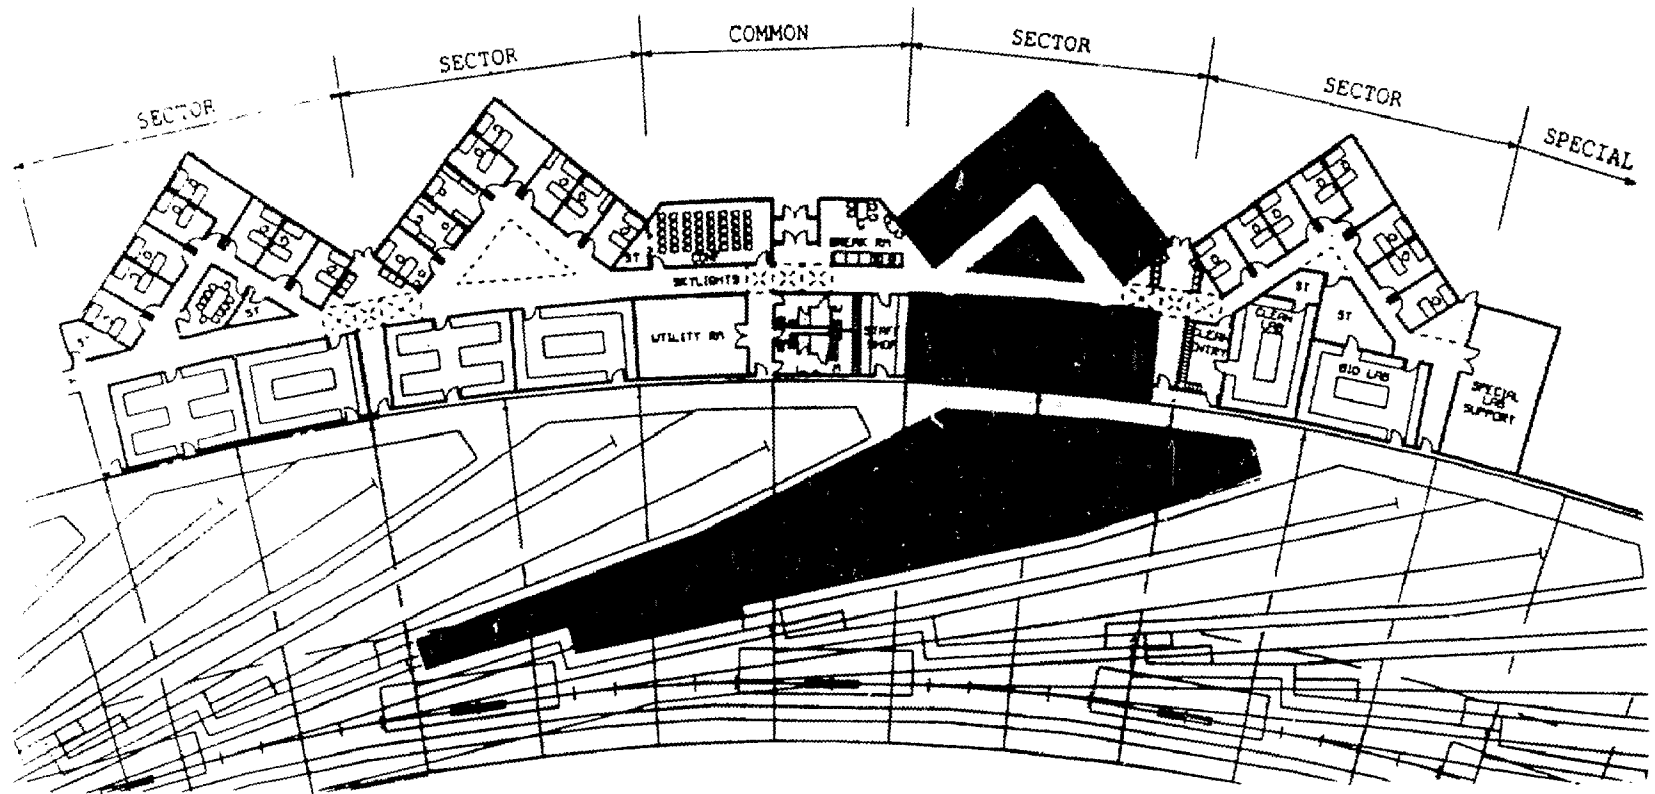 SECTOR
SECTOR
COMMON
SECTOR
SECTOR
SPECIAL
ST
CONF
BREAK RM
SKYLIGHTS
ST
ST
ST
ST
UTILITY RM
STAFF
SHOP
CLEAN
ENTRY
CLEAN
LAB
BIO LAB
SPECIAL
LAB
SUPPORT